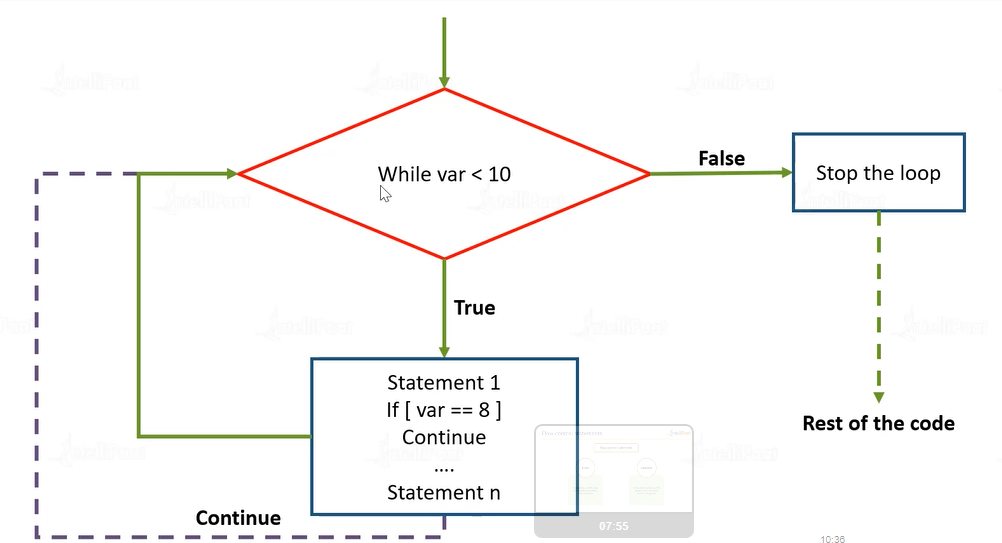 While var < 10
False
Stop the loop
True
Rest of the code
Statement 1
If [ var == 8 ]
Continue
....
Statement n
Continue
07:55
10:36